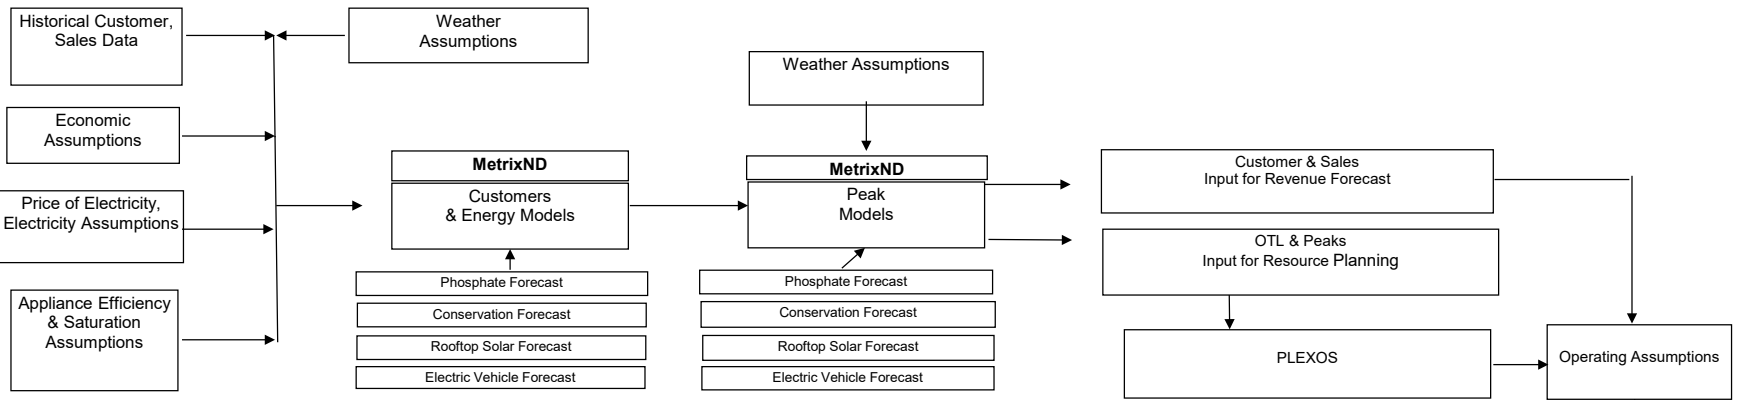 Historical Customer,
Sales Data
Weather
Assumptions
Economic
Assumptions
Price of Electricity,
Electricity Assumptions
Appliance Efficiency
& Saturation
Assumptions
MetrixND
Customers
& Energy Models
Phosphate Forecast
Conservation Forecast
Rooftop Solar Forecast
Electric Vehicle Forecast
Weather Assumptions
MetrixND
Peak
Models
Phosphate Forecast
Conservation Forecast
Rooftop Solar Forecast
Electric Vehicle Forecast
Customer & Sales
Input for Revenue Forecast
OTL & Peaks
Input for Resource Planning
PLEXOS
Operating Assumptions